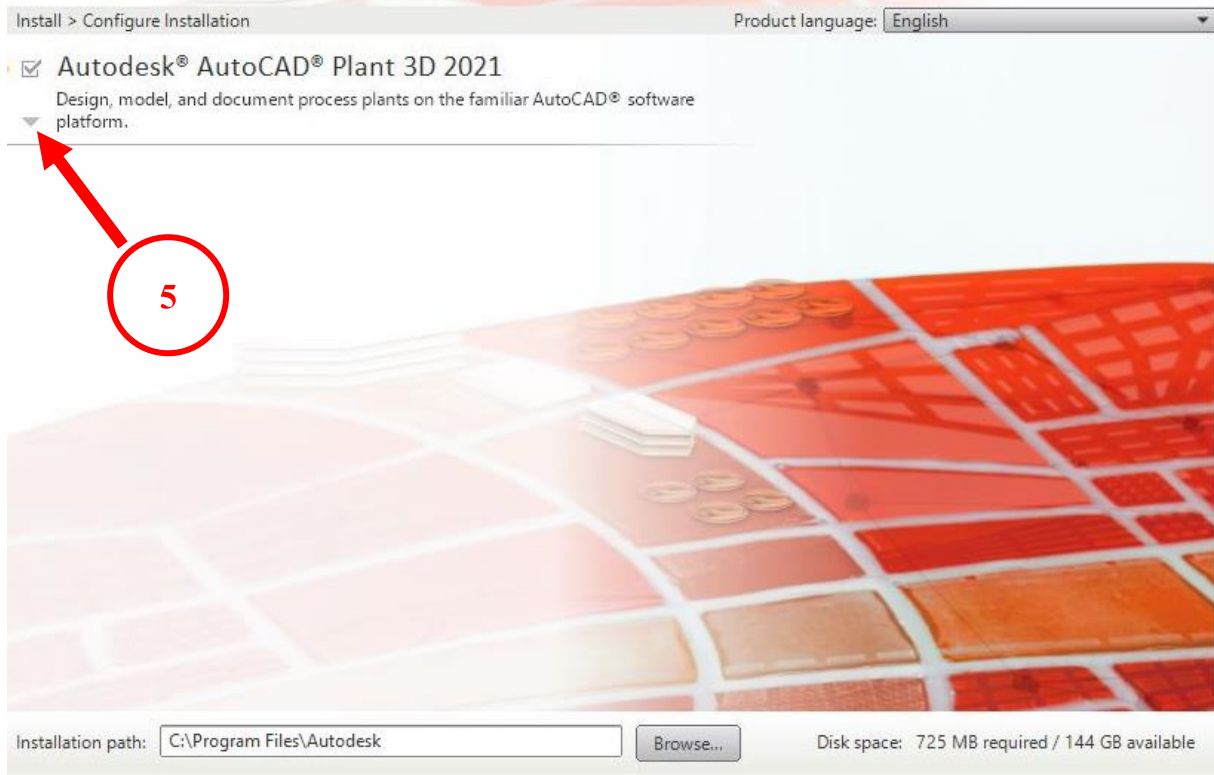 Install > Configure Installation
Product language: English
Autodesk® AutoCAD® Plant 3D 2021
Design, model, and document process plants on the familiar AutoCAD® software
platform.
5
Installation path: C:\Program Files\Autodesk Browse... Disk space: 725 MB required / 144 GB available